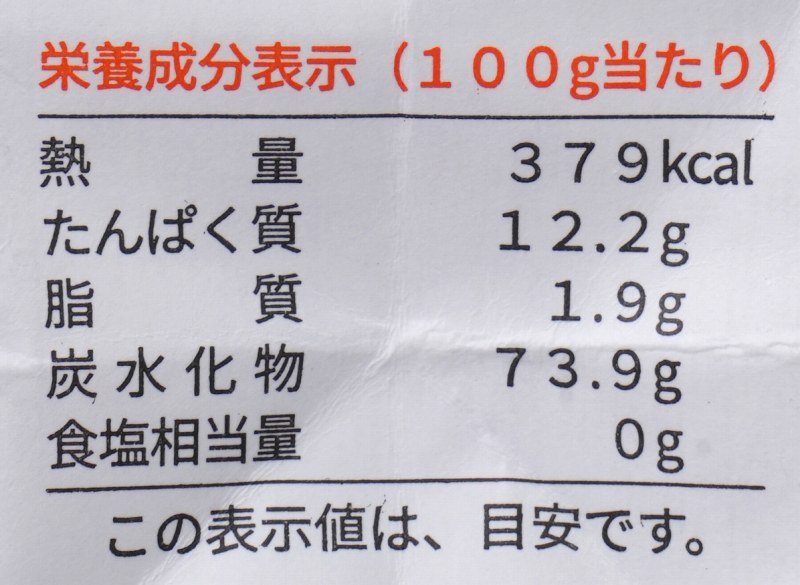 栄養成分表示（１００g当たり）
熱量 ３７９kcal
たんぱく質 １２.２g
脂質 １.９g
炭水化物 ７３.９g
食塩相当量 ０g
この表示値は、目安です。